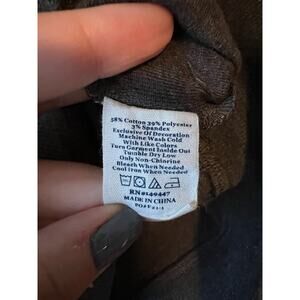 58% Cotton 39% Polyester
3% Spandex
Exclusive Of Decoration
Machine Wash Cold
With Like Colors
Turn Garment Inside Out
Tumble Dry Low
Only Non-Chlorine
Bleach When Needed
Cool Iron When Needed
RN#149447
MADE IN CHINA